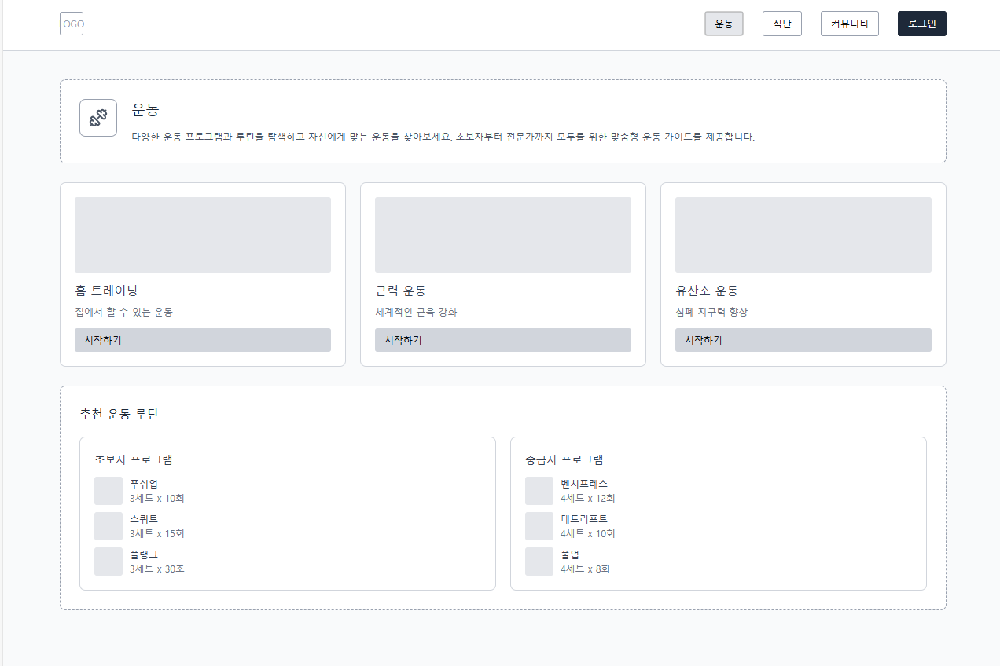 LOGO
운동
식단
커뮤니티
로그인
운동
다양한 운동 프로그램과 루틴을 탐색하고 자신에게 맞는 운동을 찾아보세요. 초보자부터 전문가까지 모두를 위한 맞춤형 운동 가이드를 제공합니다.
홈 트레이닝
집에서 할 수 있는 운동
시작하기
근력 운동
체계적인 근육 강화
시작하기
유산소 운동
심폐 지구력 향상
시작하기
추천 운동 루틴
초보자 프로그램
푸쉬업
3세트 x 10회
스쿼트
3세트 x 15회
플랭크
3세트 x 30초
중급자 프로그램
벤치프레스
4세트 x 12회
데드리프트
4세트 x 10회
풀업
4세트 x 8회